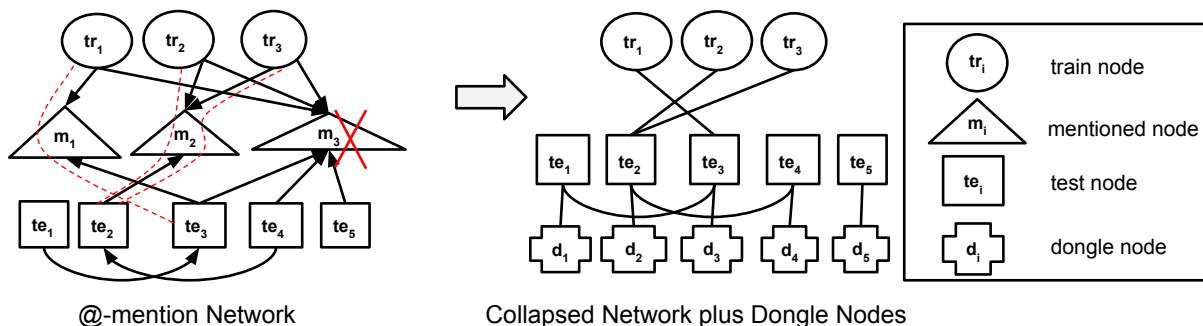 tr1 tr2 tr3
m1 m2 m3
te1 te2 te3 te4 te5
@-mention Network
tr1 tr2 tr3
te1 te2 te3 te4 te5
d1 d2 d3 d4 d5
Collapsed Network plus Dongle Nodes
tri train node
mi mentioned node
tei test node
di dongle node